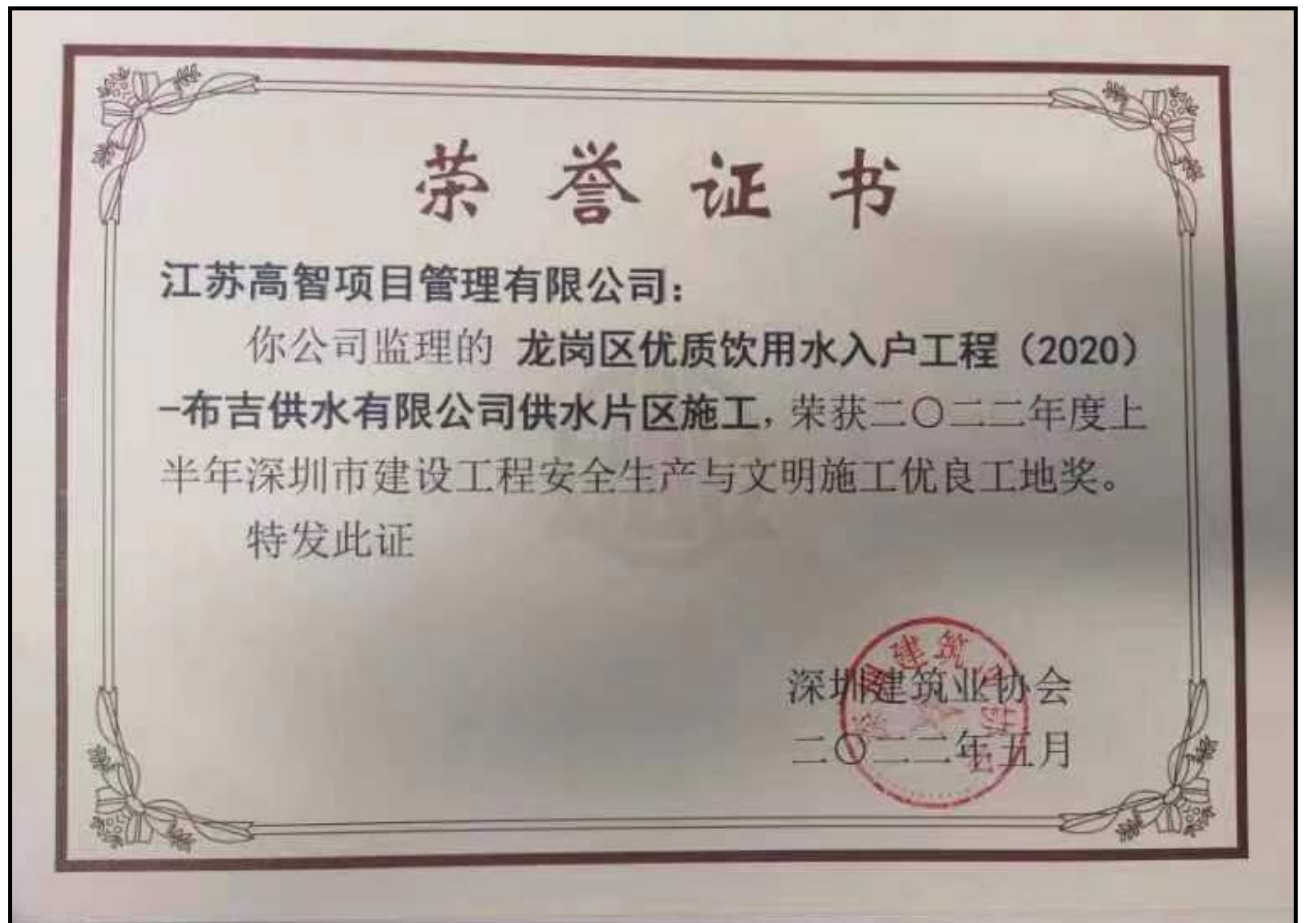 荣誉证书
江苏高智项目管理有限公司：
你公司监理的 龙岗区优质饮用水入户工程（2020）
-布吉供水有限公司供水片区施工，荣获二〇二二年度上
半年深圳市建设工程安全生产与文明施工优良工地奖。
特发此证
深圳建筑业协会
二〇二二年五月